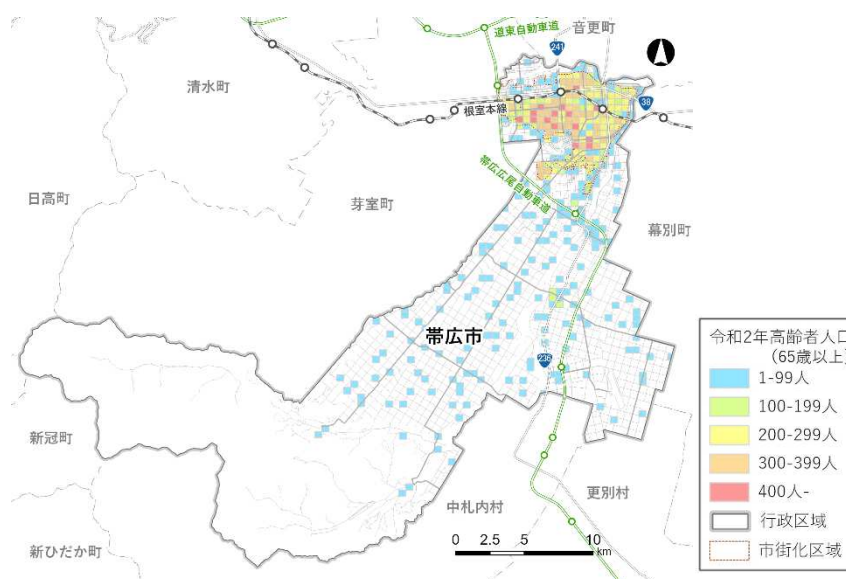 道東自動車道
音更町
241
清水町
38
根室本線
日高町
芽室町
帯広広尾自動車道
幕別町
帯広市
236
令和2年高齢者人口
(65歳以上)
1-99人
100-199人
200-299人
300-399人
400人-
行政区域
市街化区域
新冠町
中札内村
更別村
新ひだか町
0 2.5 5 10
km